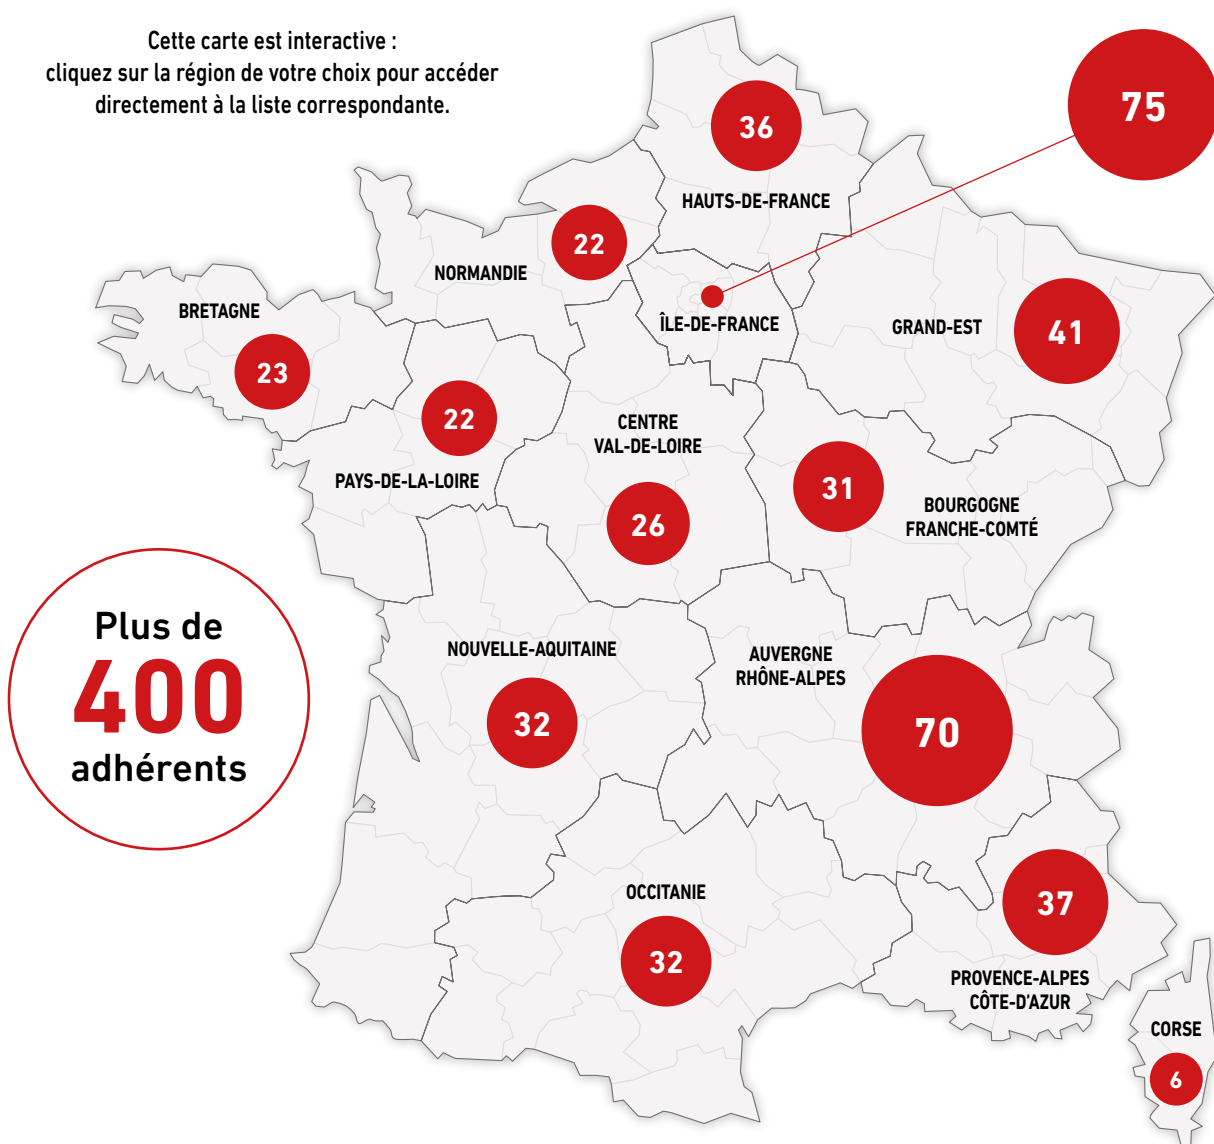 Cette carte est interactive :
cliquez sur la région de votre choix pour accéder
directement à la liste correspondante.
75
36
HAUTS-DE-FRANCE
22
NORMANDIE
BRETAGNE
23
ÎLE-DE-FRANCE
GRAND-EST
41
22
PAYS-DE-LA-LOIRE
CENTRE
VAL-DE-LOIRE
26
31
BOURGOGNE
FRANCHE-COMTÉ
Plus de
400
adhérents
NOUVELLE-AQUITAINE
32
AUVERGNE
RHÔNE-ALPES
70
OCCITANIE
32
37
PROVENCE-ALPES
CÔTE-D'AZUR
CORSE
6